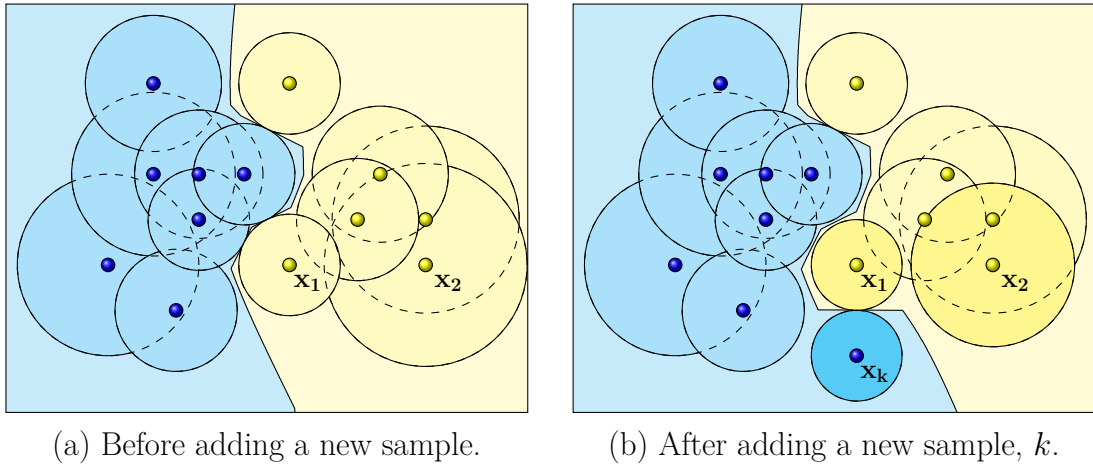 x₁
x₂
x₁
x₂
xₖ
(a) Before adding a new sample.
(b) After adding a new sample, k.